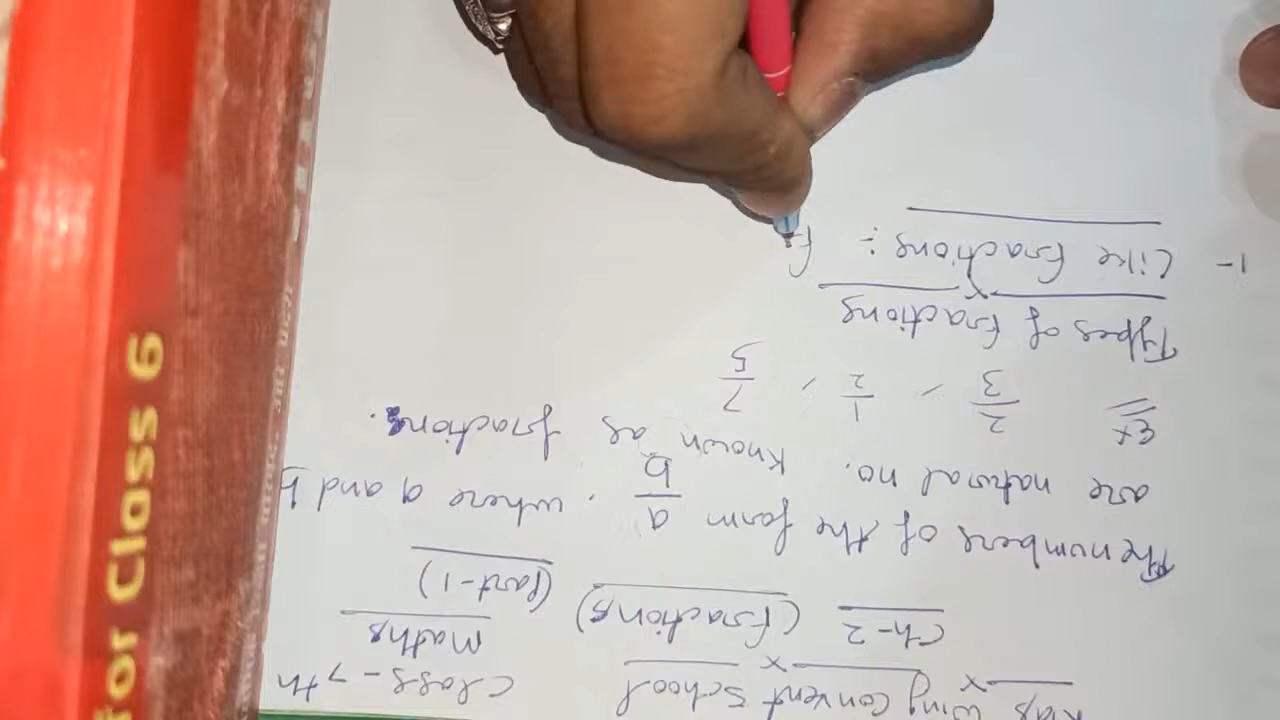 Kids Wing Convent School Class - 7th
Maths
Ch-2 (Fractions) (Part-1)
The numbers of the form a/b, where a and b
are natural no. Known as fractions.
Ex 2/3, 1/2, 7/5
Types of Fractions
1- Like Fractions :- F
for Class 6